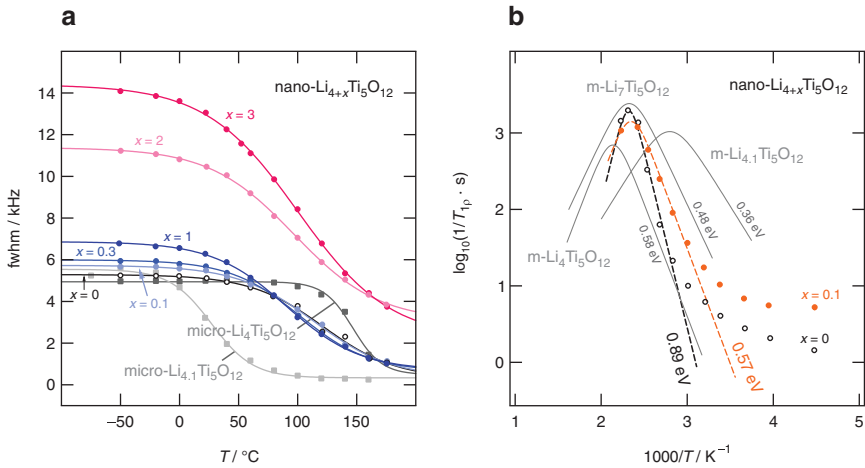 a
nano-Li₄₊ₓTi₅O₁₂
x = 3
x = 2
x = 1
x = 0.3
x = 0
x = 0.1
micro-Li₄Ti₅O₁₂
micro-Li₄.₁Ti₅O₁₂
fwhm / kHz
14
12
10
8
6
4
2
0
−50
0
50
100
150
T / °C
b
m-Li₇Ti₅O₁₂
nano-Li₄₊ₓTi₅O₁₂
m-Li₄.₁Ti₅O₁₂
m-Li₄Ti₅O₁₂
0.58 eV
0.48 eV
0.36 eV
x = 0.1
x = 0
0.89 eV
0.57 eV
log₁₀(1/T₁ρ · s)
3
2
1
0
1
2
3
4
5
1000/T / K⁻¹